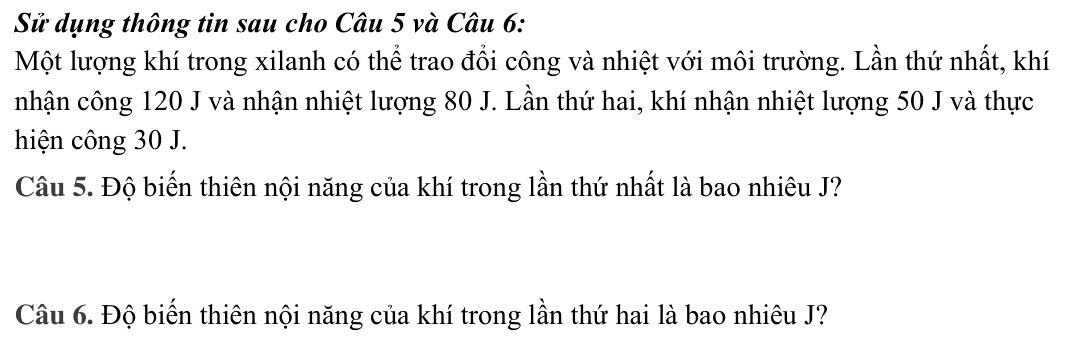 Sử dụng thông tin sau cho Câu 5 và Câu 6:
Một lượng khí trong xilanh có thể trao đổi công và nhiệt với môi trường. Lần thứ nhất, khí
nhận công 120 J và nhận nhiệt lượng 80 J. Lần thứ hai, khí nhận nhiệt lượng 50 J và thực
hiện công 30 J.
Câu 5. Độ biến thiên nội năng của khí trong lần thứ nhất là bao nhiêu J?
Câu 6. Độ biến thiên nội năng của khí trong lần thứ hai là bao nhiêu J?